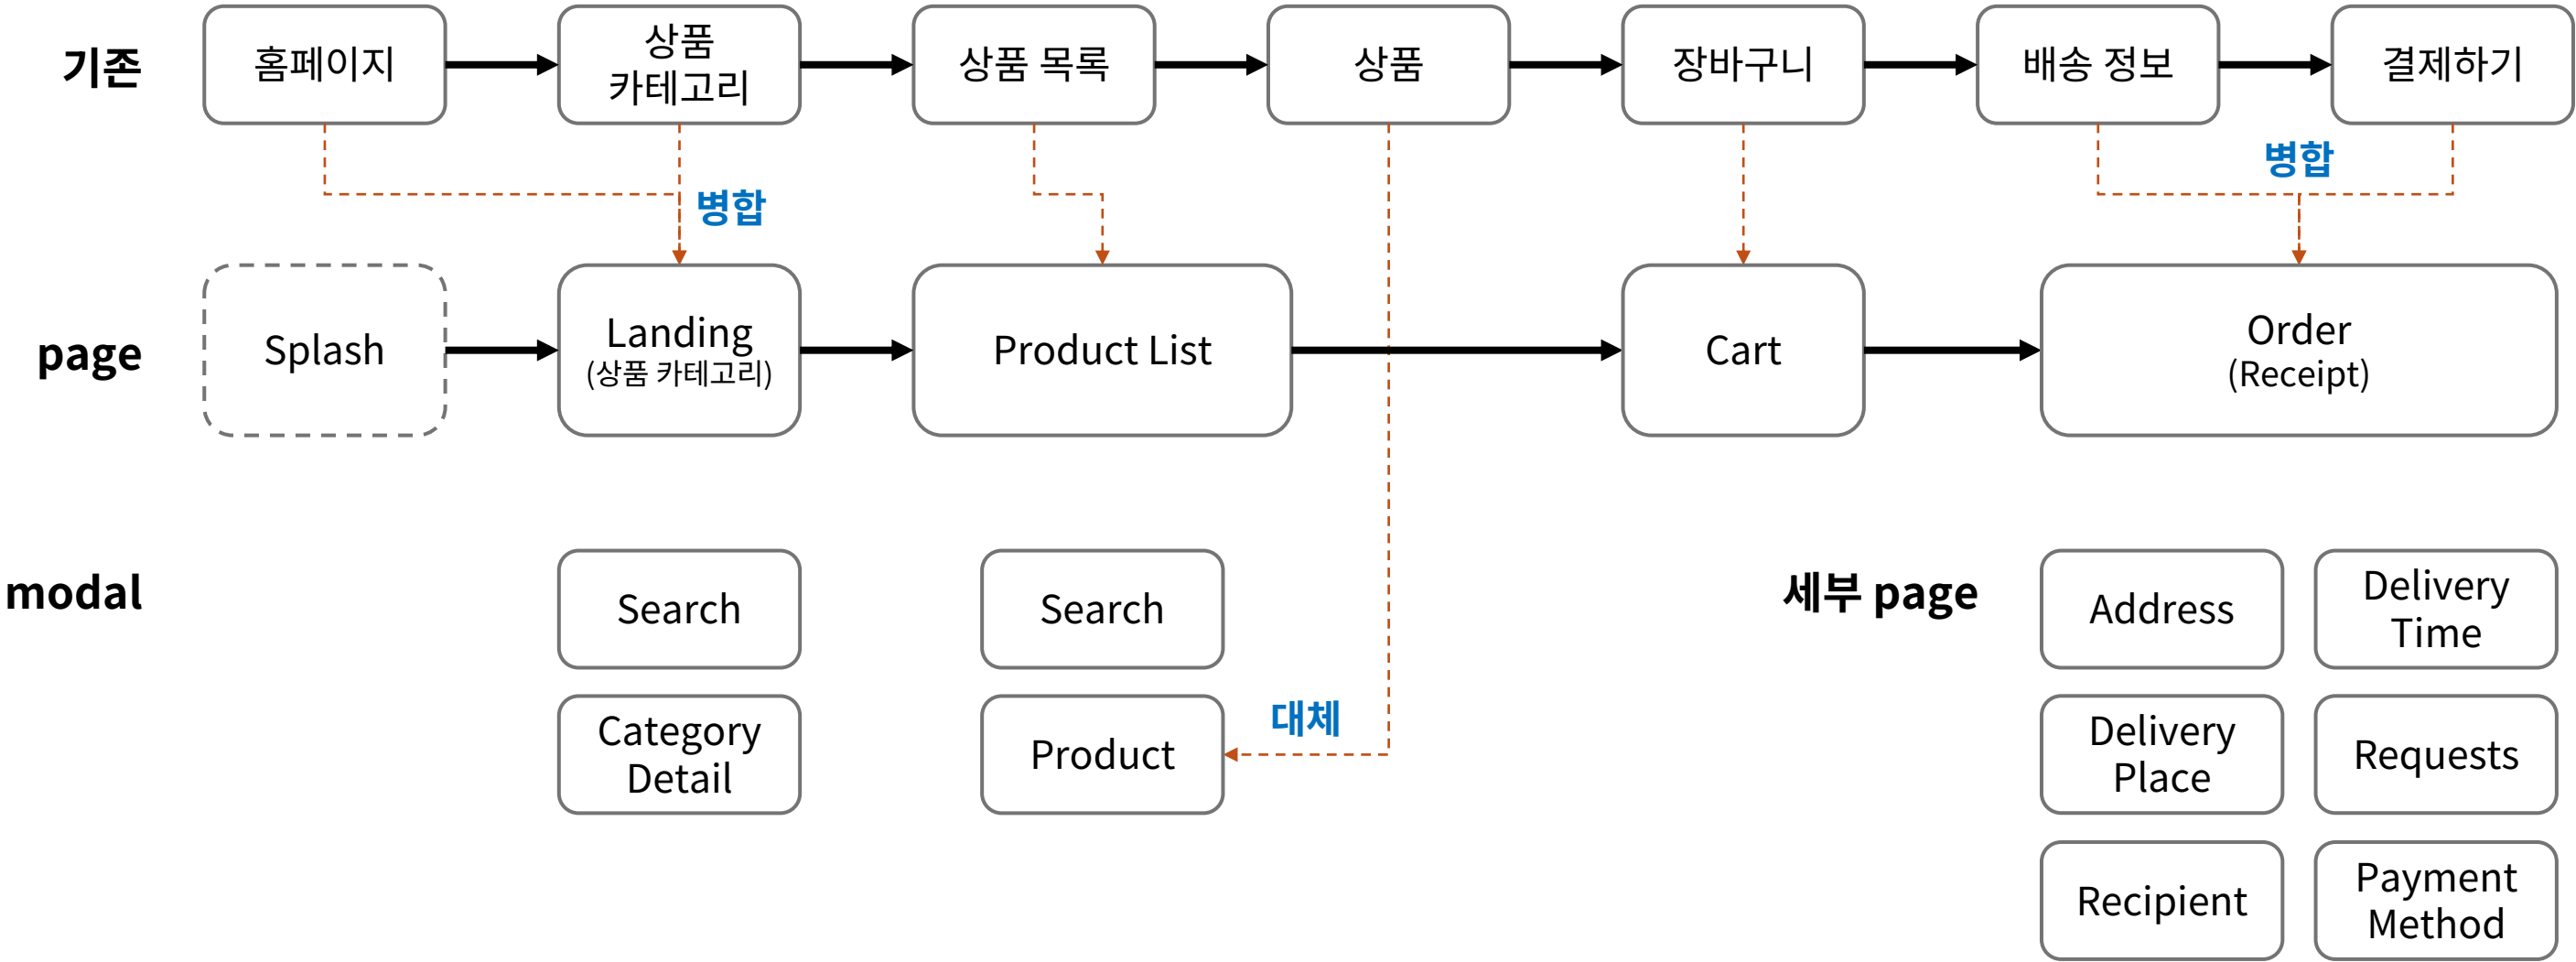 기존
홈페이지
상품
카테고리
상품 목록
상품
장바구니
배송 정보
결제하기
병합
병합
page
Splash
Landing
(상품 카테고리)
Product List
Cart
Order
(Receipt)
modal
Search
Search
세부 page
Address
Delivery
Time
Category
Detail
Product
대체
Delivery
Place
Requests
Recipient
Payment
Method